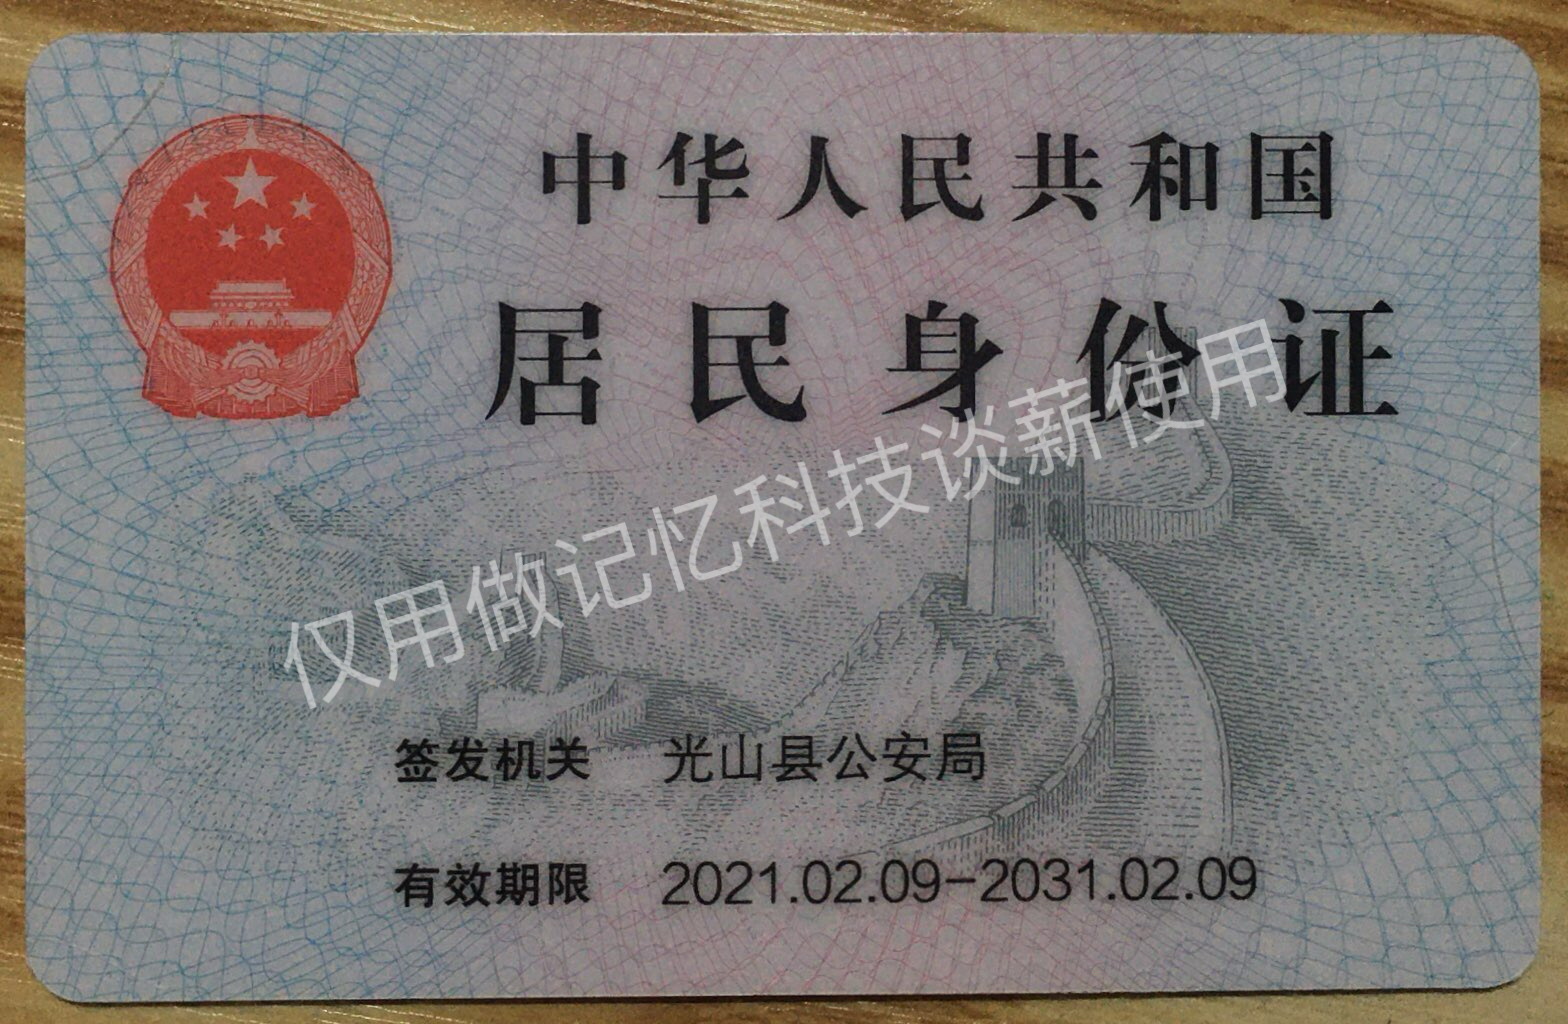 中华人民共和国
居民身份证
仅用做记忆科技谈薪使用
签发机关 光山县公安局
有效期限 2021.02.09-2031.02.09